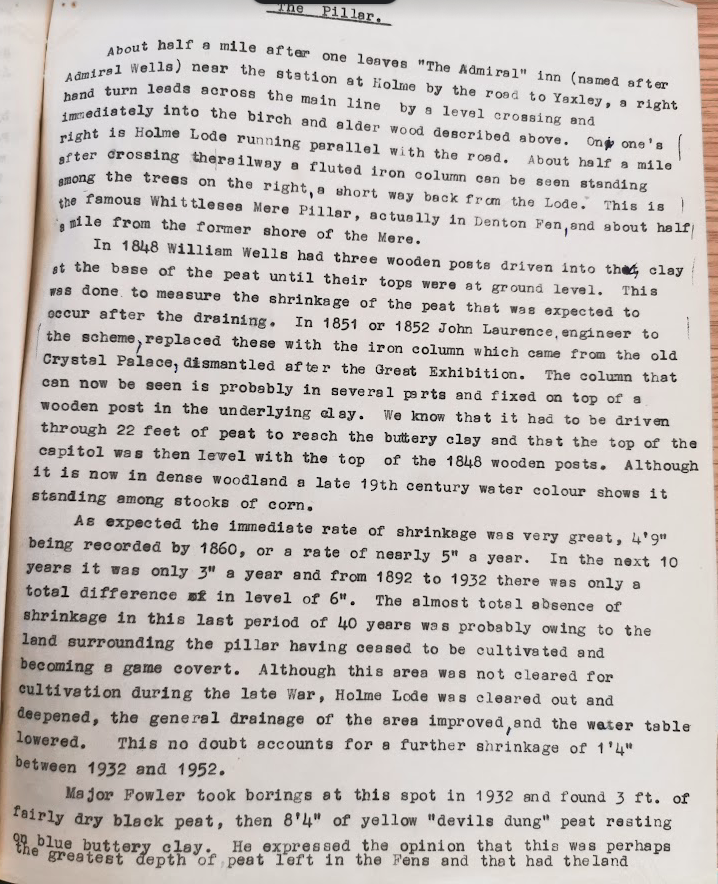 The Pillar.
About half a mile after one leaves "The Admiral" inn (named after
Admiral Wells) near the station at Holme by the road to Yaxley, a right
hand turn leads across the main line by a level crossing and
immediately into the birch and alder wood described above. On one's
right is Holme Lode running parallel with the road. About half a mile
after crossing the railway a fluted iron column can be seen standing
among the trees on the right, a short way back from the Lode. This is
the famous Whittlesea Mere Pillar, actually in Denton Fen, and about half
a mile from the former shore of the Mere.
In 1848 William Wells had three wooden posts driven into the clay
at the base of the peat until their tops were at ground level. This
was done to measure the shrinkage of the peat that was expected to
occur after the draining. In 1851 or 1852 John Laurence, engineer to
the scheme, replaced these with the iron column which came from the old
Crystal Palace, dismantled after the Great Exhibition. The column that
can now be seen is probably in several parts and fixed on top of a
wooden post in the underlying clay. We know that it had to be driven
through 22 feet of peat to reach the buttery clay and that the top of the
capitol was then level with the top of the 1848 wooden posts. Although
it is now in dense woodland a late 19th century water colour shows it
standing among stooks of corn.
As expected the immediate rate of shrinkage was very great, 4'9"
being recorded by 1860, or a rate of nearly 5" a year. In the next 10
years it was only 3" a year and from 1892 to 1932 there was only a
total difference in level of 6". The almost total absence of
shrinkage in this last period of 40 years was probably owing to the
land surrounding the pillar having ceased to be cultivated and
becoming a game covert. Although this area was not cleared for
cultivation during the late War, Holme Lode was cleared out and
deepened, the general drainage of the area improved, and the water table
lowered. This no doubt accounts for a further shrinkage of 1'4"
between 1932 and 1952.
Major Fowler took borings at this spot in 1932 and found 3 ft. of
fairly dry black peat, then 8'4" of yellow "devils dung" peat resting
on blue buttery clay. He expressed the opinion that this was perhaps
the greatest depth of peat left in the Fens and that had theland